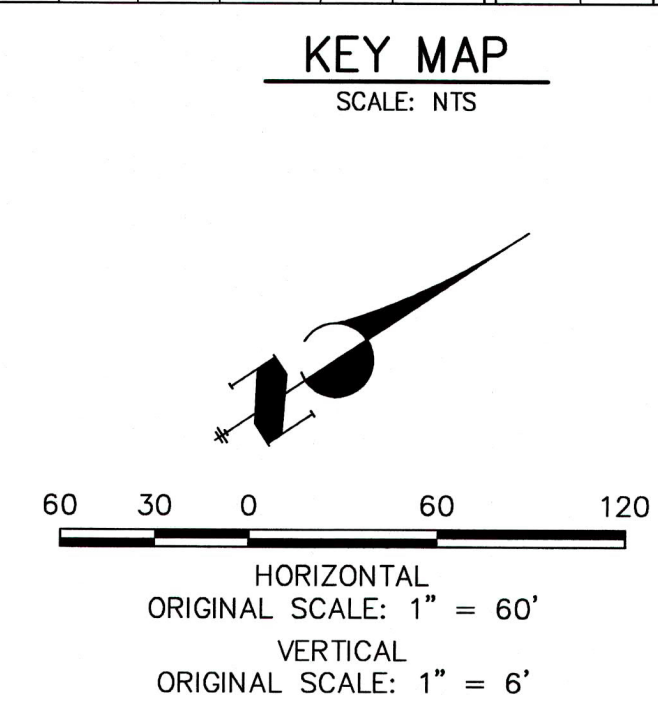 KEY MAP
SCALE: NTS
N
60 30 0 60 120
HORIZONTAL
ORIGINAL SCALE: 1" = 60'
VERTICAL
ORIGINAL SCALE: 1" = 6'